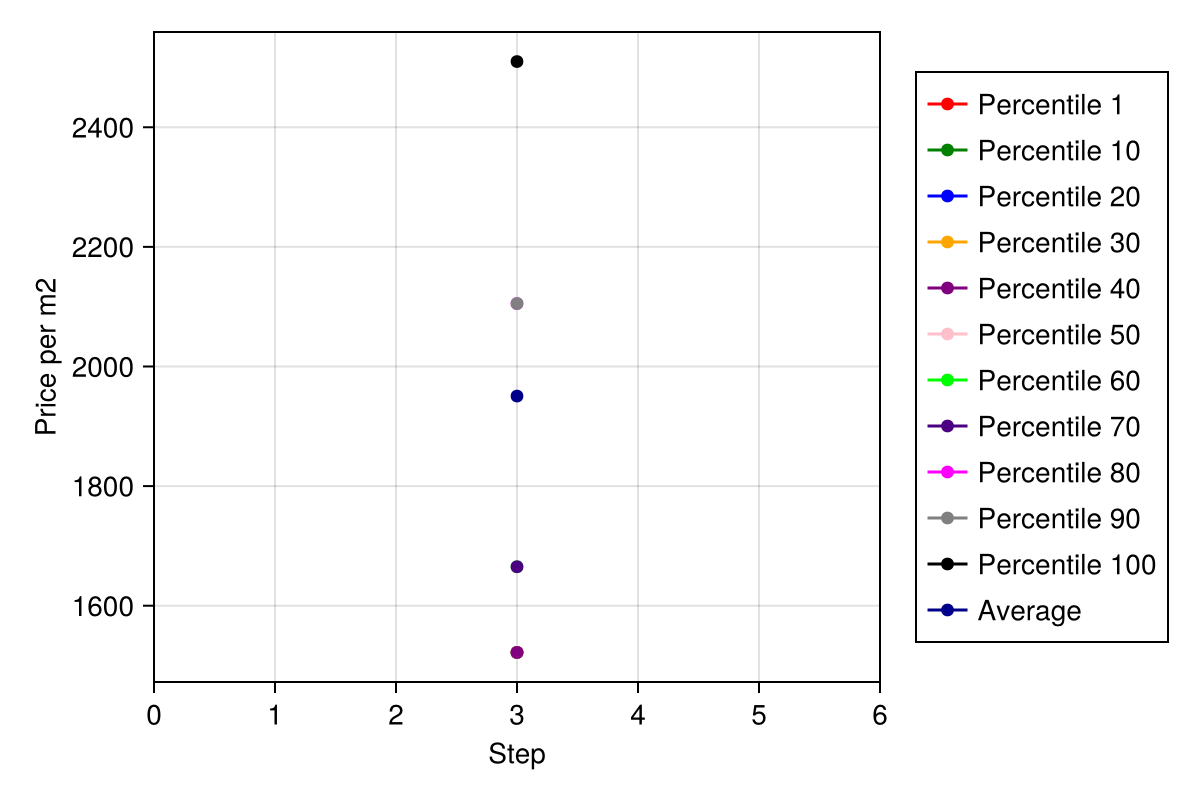 2400
2200
2000
1800
1600
Price per m2
0 1 2 3 4 5 6
Step
Percentile 1
Percentile 10
Percentile 20
Percentile 30
Percentile 40
Percentile 50
Percentile 60
Percentile 70
Percentile 80
Percentile 90
Percentile 100
Average